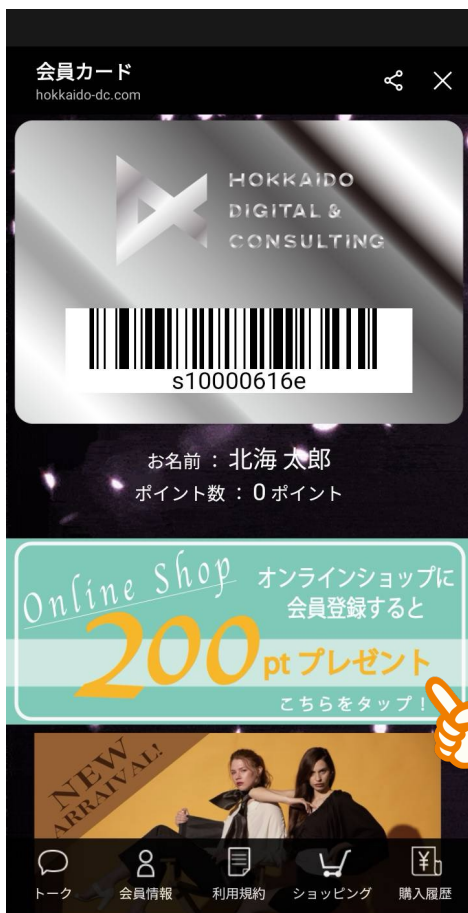 会員カード
hokkaido-dc.com
HOKKAIDO
DIGITAL &
CONSULTING
s10000616e
お名前 : 北海 太郎
ポイント数 : 0 ポイント
Online Shop
オンラインショップに
会員登録すると
200 pt プレゼント
こちらをタップ!
NEW
ARRAIVAL!
トーク
会員情報
利用規約
ショッピング
購入履歴